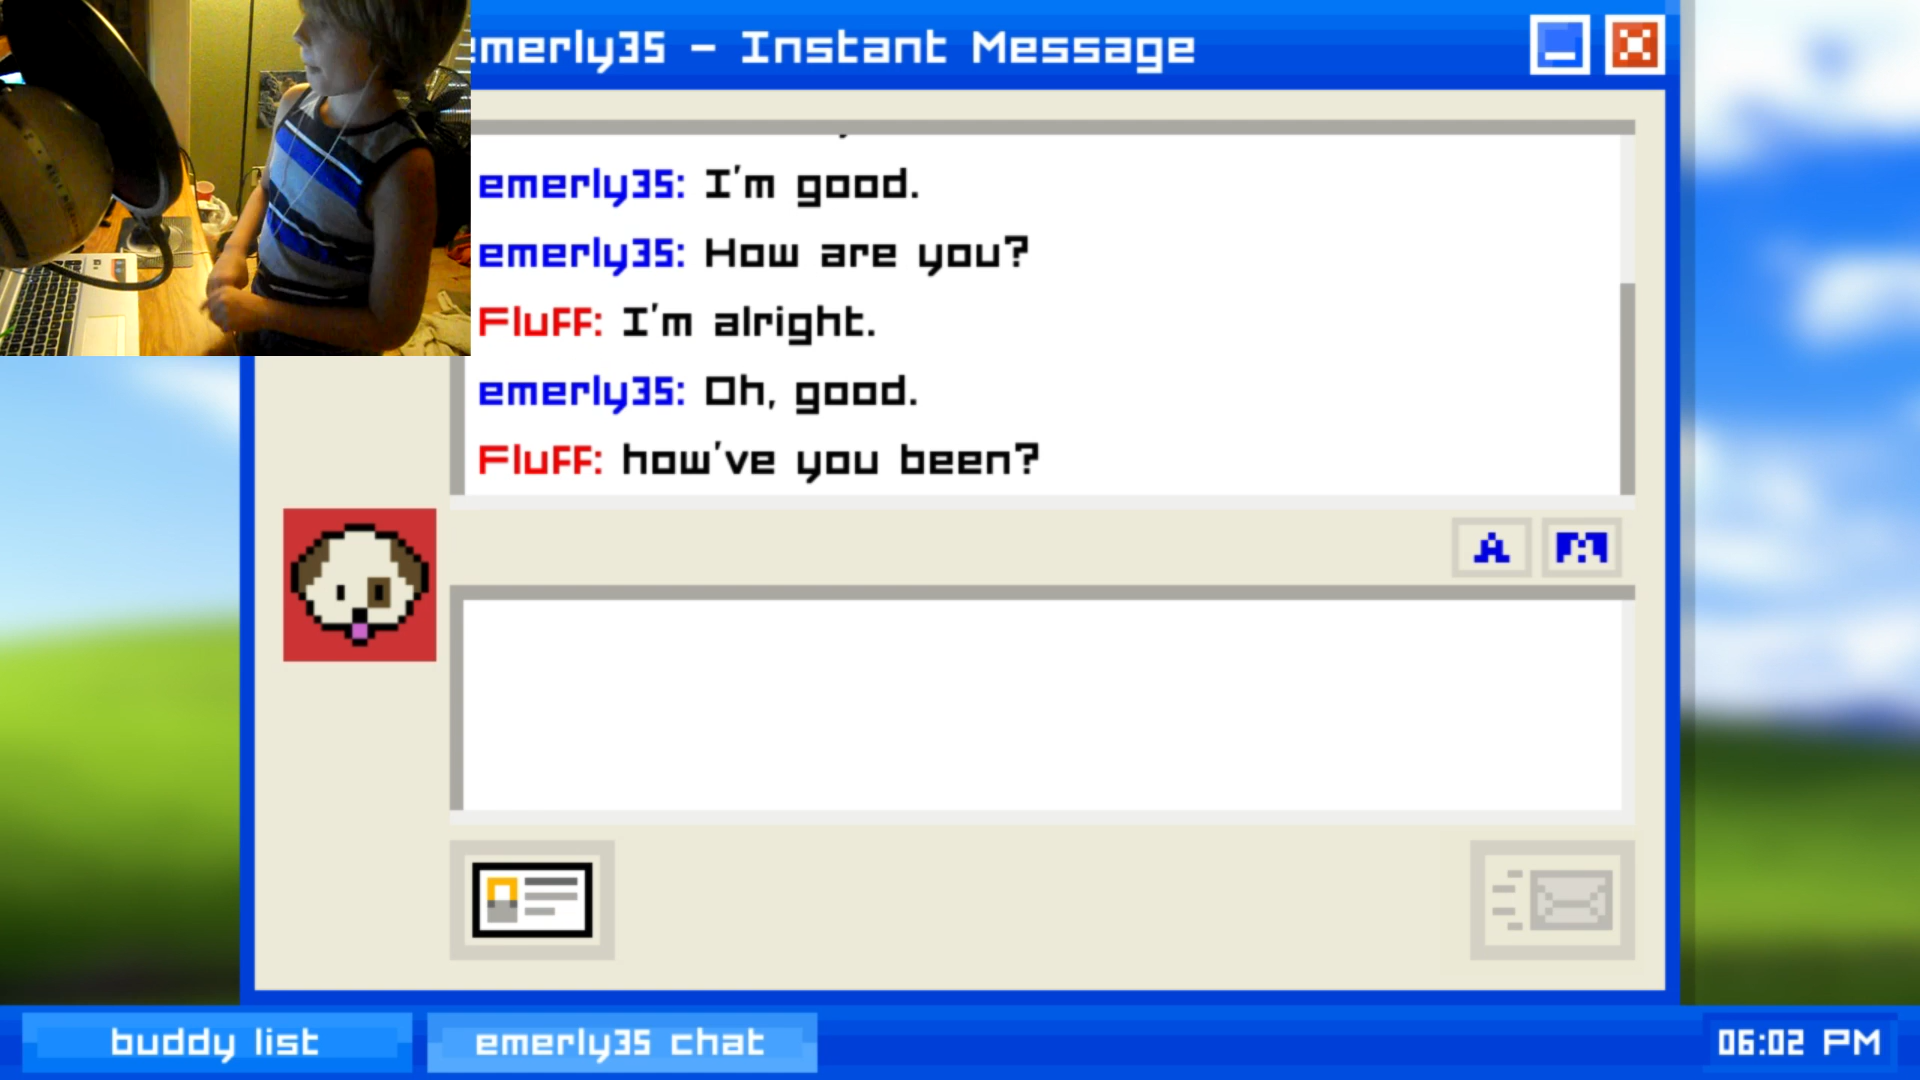 emerly35 - Instant Message
emerly35: I'm good.
emerly35: How are you?
Fluff: I'm alright.
emerly35: Oh, good.
Fluff: how've you been?
A M
buddy list
emerly35 chat
06:02 PM